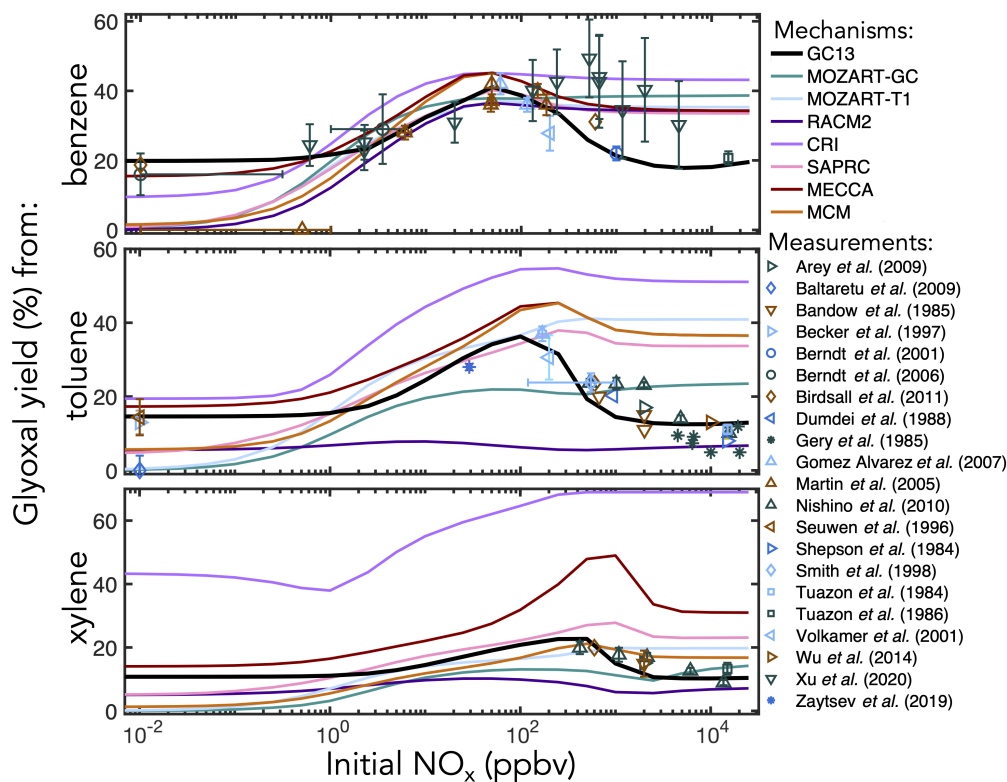 Glyoxal yield (%) from:
benzene
60
40
20
0
toluene
60
40
20
0
xylene
60
40
20
0
10⁻² 10⁰ 10² 10⁴
Initial NOₓ (ppbv)
Mechanisms:
GC13
MOZART-GC
MOZART-T1
RACM2
CRI
SAPRC
MECCA
MCM
Measurements:
Arey et al. (2009)
Baltaretu et al. (2009)
Bandow et al. (1985)
Becker et al. (1997)
Berndt et al. (2001)
Berndt et al. (2006)
Birdsall et al. (2011)
Dumdei et al. (1988)
Gery et al. (1985)
Gomez Alvarez et al. (2007)
Martin et al. (2005)
Nishino et al. (2010)
Seuwen et al. (1996)
Shepson et al. (1984)
Smith et al. (1998)
Tuazon et al. (1984)
Tuazon et al. (1986)
Volkamer et al. (2001)
Wu et al. (2014)
Xu et al. (2020)
Zaytsev et al. (2019)